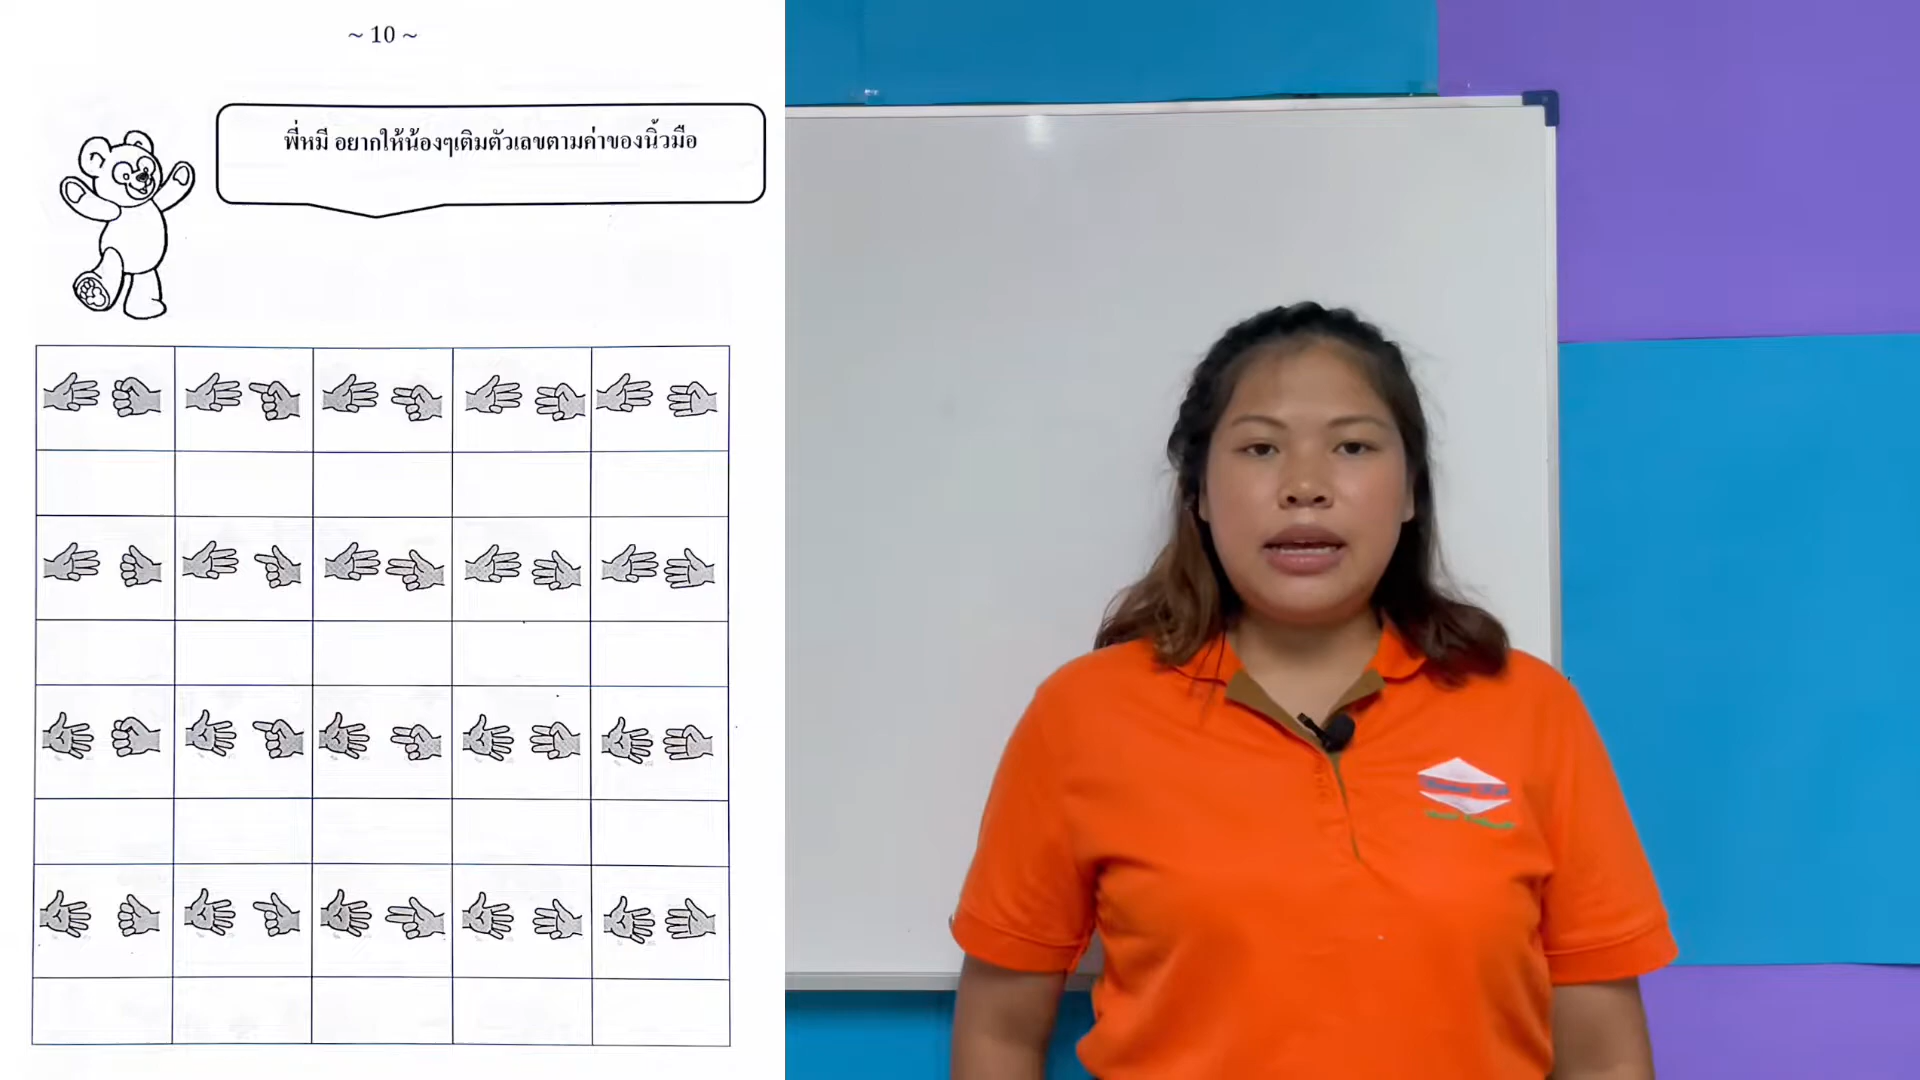 ~ 10 ~
พี่หมี อยากให้น้องๆเติมตัวเลขตามค่าของนิ้วมือ